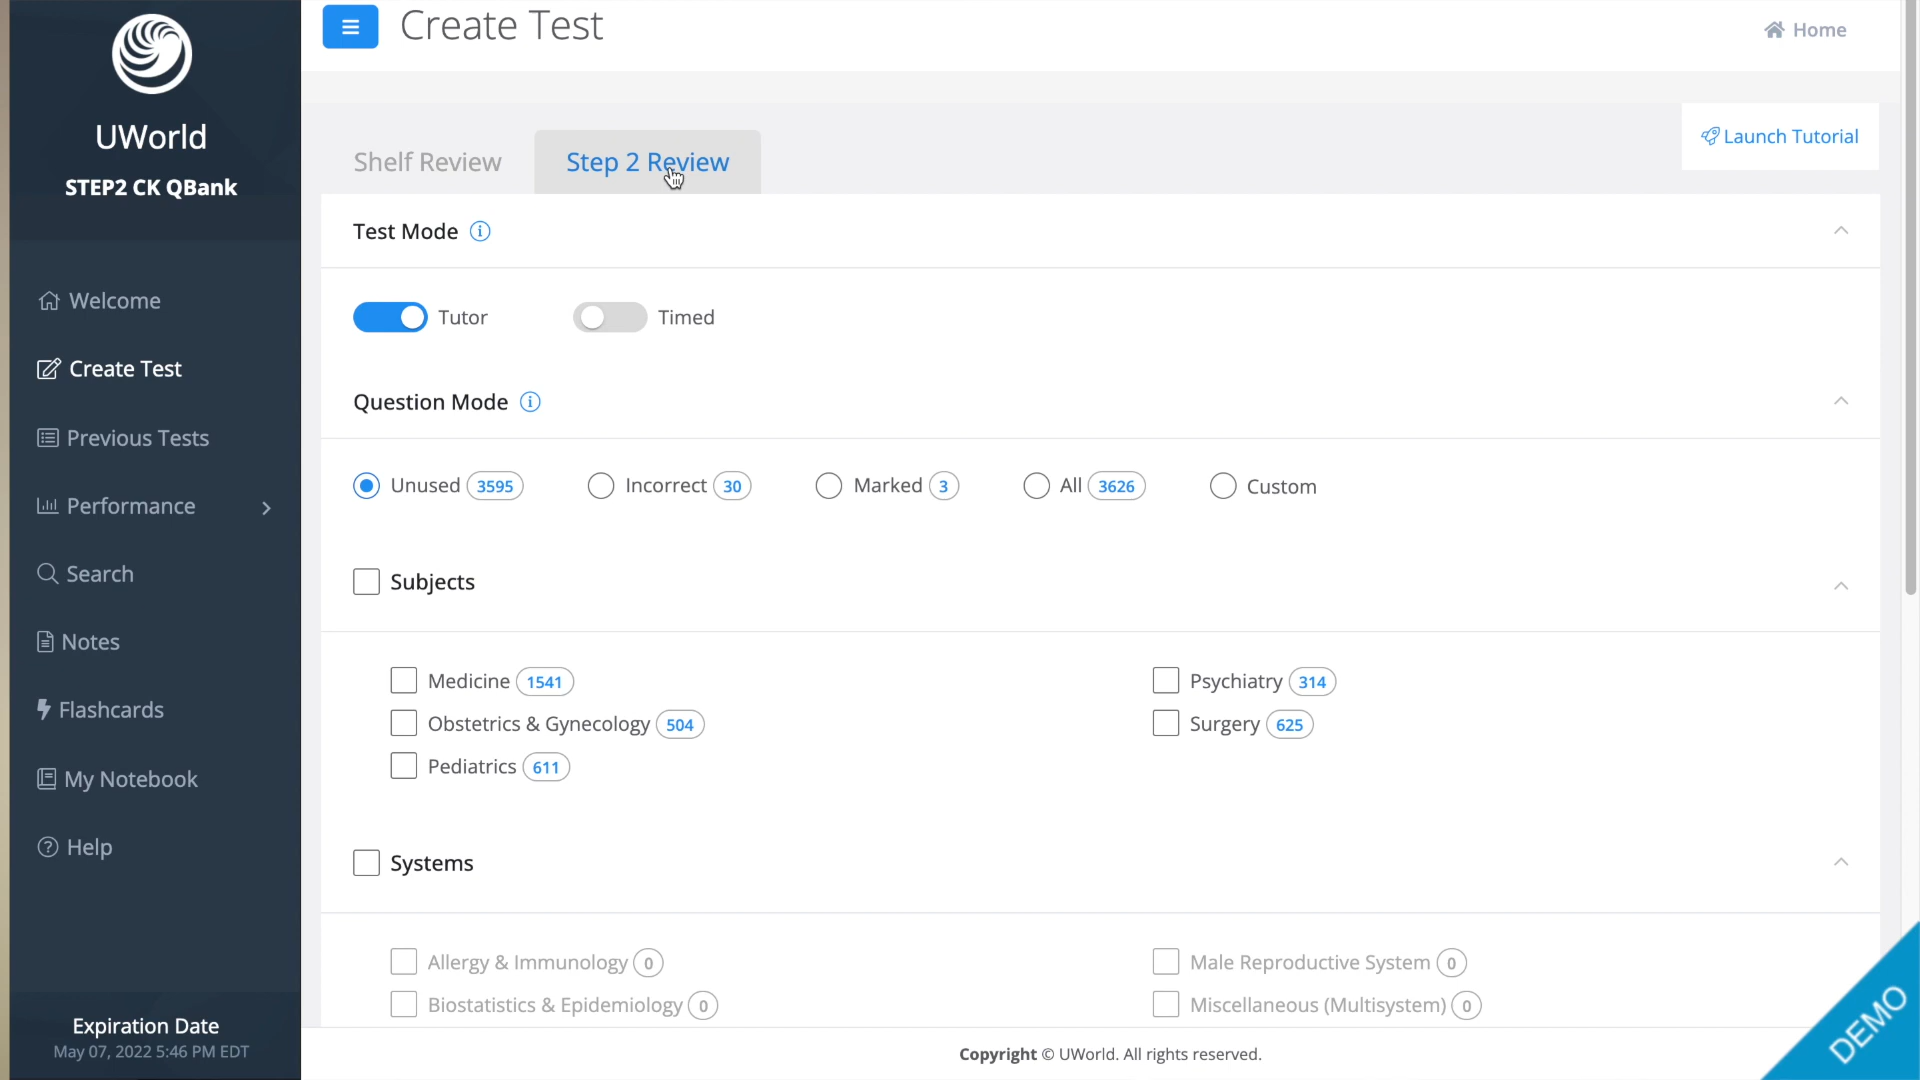 UWorld
STEP2 CK QBank
Welcome
Create Test
Previous Tests
Performance
Search
Notes
Flashcards
My Notebook
Help
Expiration Date
May 07, 2022 5:46 PM EDT
Create Test
Home
Launch Tutorial
Shelf Review
Step 2 Review
Test Mode
Tutor
Timed
Question Mode
Unused 3595
Incorrect 30
Marked 3
All 3626
Custom
Subjects
Medicine 1541
Obstetrics & Gynecology 504
Pediatrics 611
Psychiatry 314
Surgery 625
Systems
Allergy & Immunology 0
Biostatistics & Epidemiology 0
Male Reproductive System 0
Miscellaneous (Multisystem) 0
Copyright © UWorld. All rights reserved.
DEMO